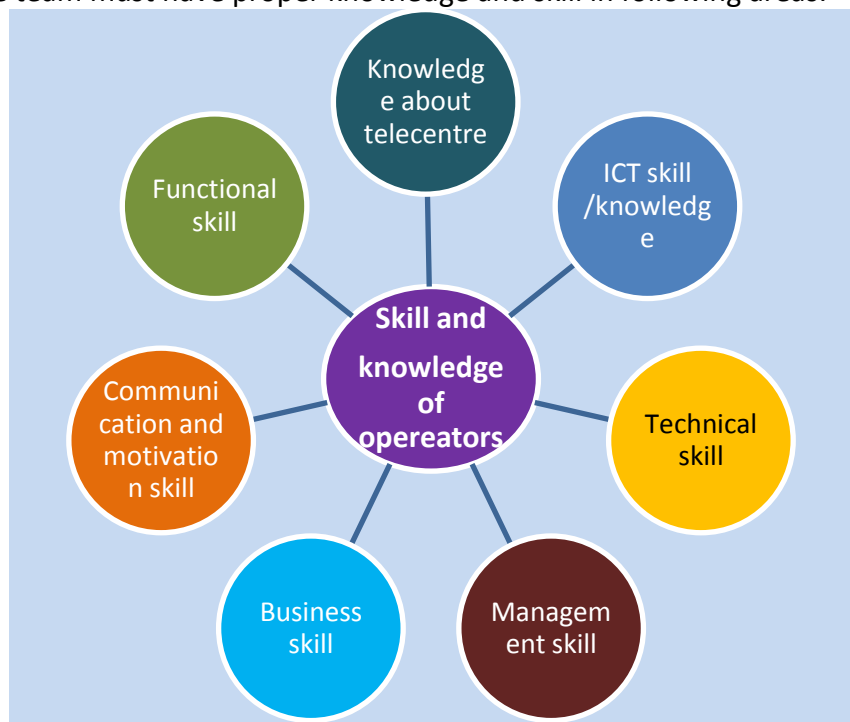 team must have proper knowledge and skill in following areas.
Knowledg
e about
telecentre
ICT skill
/knowledg
e
Technical
skill
Managem
ent skill
Business
skill
Communi
cation and
motivatio
n skill
Functional
skill
Skill and
knowledge
of
opereators